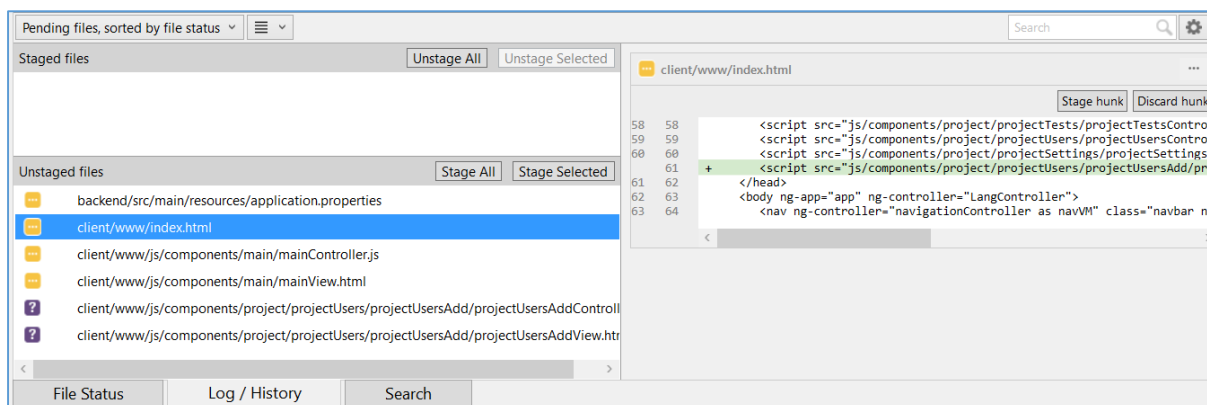 Pending files, sorted by file status
Search
Staged files
Unstage All
Unstage Selected
Unstaged files
Stage All
Stage Selected
backend/src/main/resources/application.properties
client/www/index.html
client/www/js/components/main/mainController.js
client/www/js/components/main/mainView.html
client/www/js/components/project/projectUsers/projectUsersAdd/projectUsersAddControll
client/www/js/components/project/projectUsers/projectUsersAdd/projectUsersAddView.htr
File Status
Log / History
Search
client/www/index.html
Stage hunk
Discard hunk
58 58 <script src="js/components/project/projectTests/projectTestsContro
59 59 <script src="js/components/project/projectUsers/projectUsersContro
60 60 <script src="js/components/project/projectSettings/projectSettings
61 + <script src="js/components/project/projectUsers/projectUsersAdd/pr
61 62 </head>
62 63 <body ng-app="app" ng-controller="LangController">
63 64 <nav ng-controller="navigationController as navVM" class="navbar n